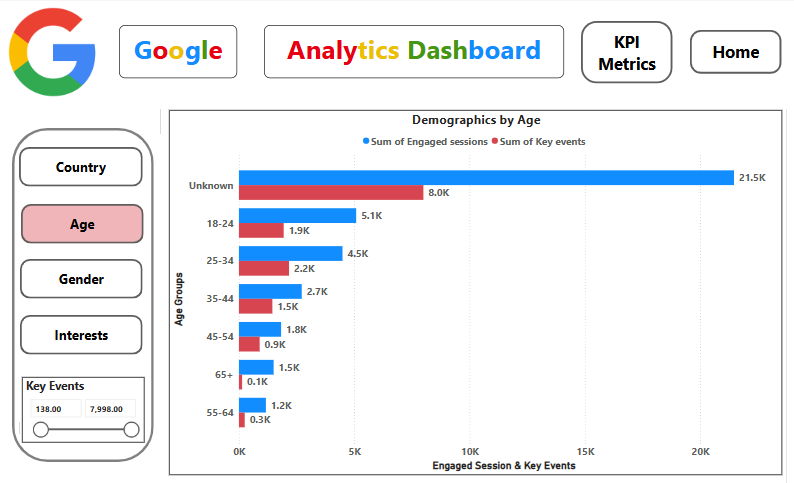 Google
Analytics Dashboard
KPI
Metrics
Home
Country
Age
Gender
Interests
Key Events
138.00
7,998.00
Demographics by Age
Sum of Engaged sessions
Sum of Key events
Age Groups
Unknown
21.5K
8.0K
18-24
5.1K
1.9K
25-34
4.5K
2.2K
35-44
2.7K
1.5K
45-54
1.8K
0.9K
65+
1.5K
0.1K
55-64
1.2K
0.3K
0K
5K
10K
15K
20K
Engaged Session & Key Events